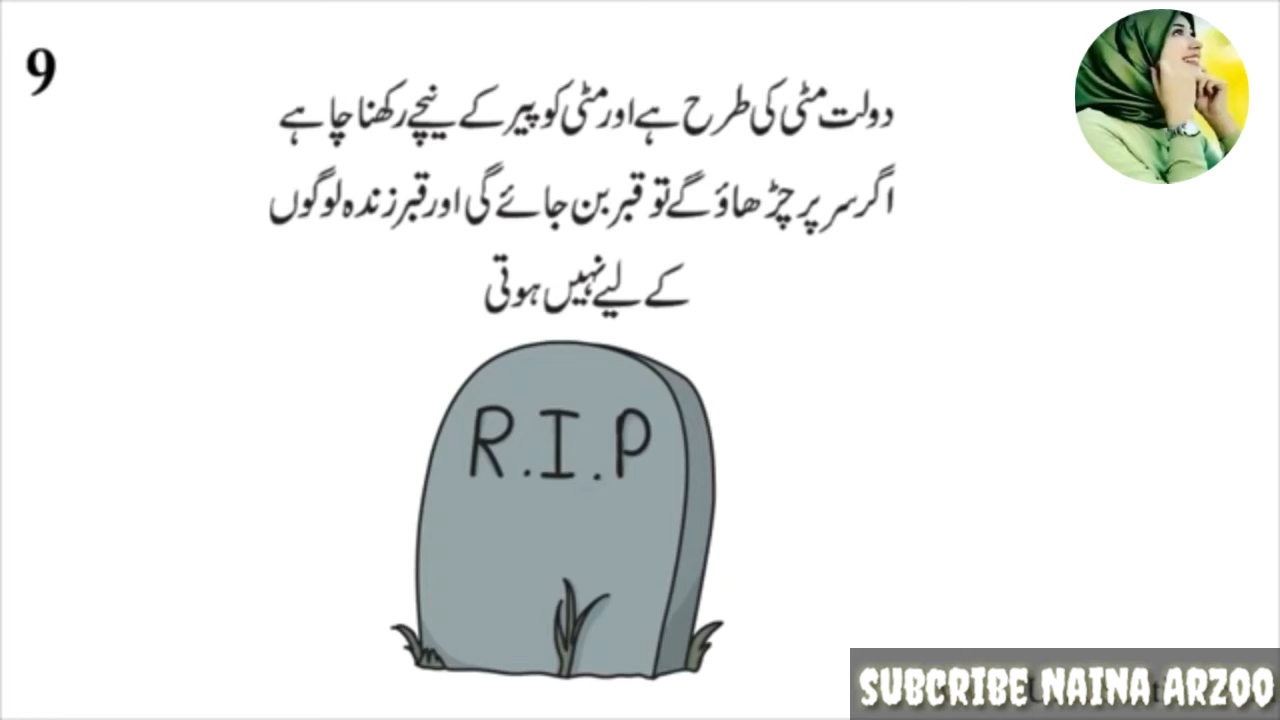 9
دولت مٹی کی طرح ہے اور مٹی کو پیر کے نیچے رکھنا چاہے
اگر سر پر چڑھاؤ گے تو قبر بن جائے گی اور قبر زندہ لوگوں
کے لیے نہیں ہوتی
R.I.P
SUBCRIBE NAINA ARZOO